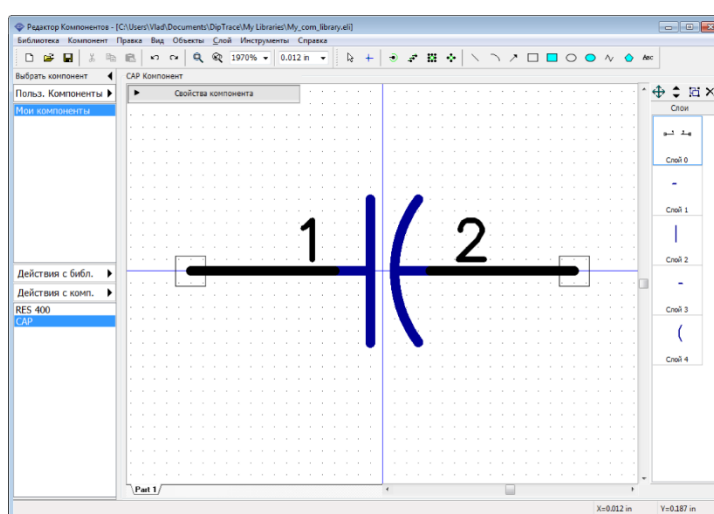 Редактор Компонентов - [C:\Users\Vlad\Documents\DipTrace\My Libraries\My_com_library.eli]
Библиотека Компонент Правка Вид Объекты Слой Инструменты Справка
1970% 0.012 in Abc
Выбрать компонент CAP Компонент
Польз. Компоненты Свойства компонента
Мои компоненты
Слои
Слой 0
Слой 1
Слой 2
Слой 3
Слой 4
1 2
Действия с библ.
Действия с комп.
RES 400
CAP
Part 1
X=0.012 in Y=0.187 in